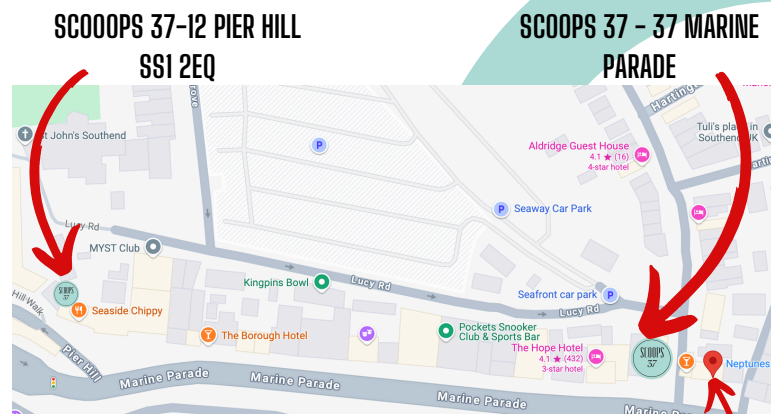 SCOOOPS 37-12 PIER HILL
SS1 2EQ
SCOOPS 37 - 37 MARINE
PARADE
St John's Southend
P
Aldridge Guest House
4.1 ★ (16)
4-star hotel
Tuli's place in
Southend UK
P Seaway Car Park
Lucy Rd
MYST Club
Kingpins Bowl
Lucy Rd
Seafront car park P
Lucy Rd
SCOOPS
37
Hill Walk
Seaside Chippy
The Borough Hotel
Pockets Snooker
Club & Sports Bar
The Hope Hotel
4.1 ★ (432)
3-star hotel
SCOOPS
37
Neptunes
Pier Hill
Marine Parade
Marine Parade
Marine Parade
Marine